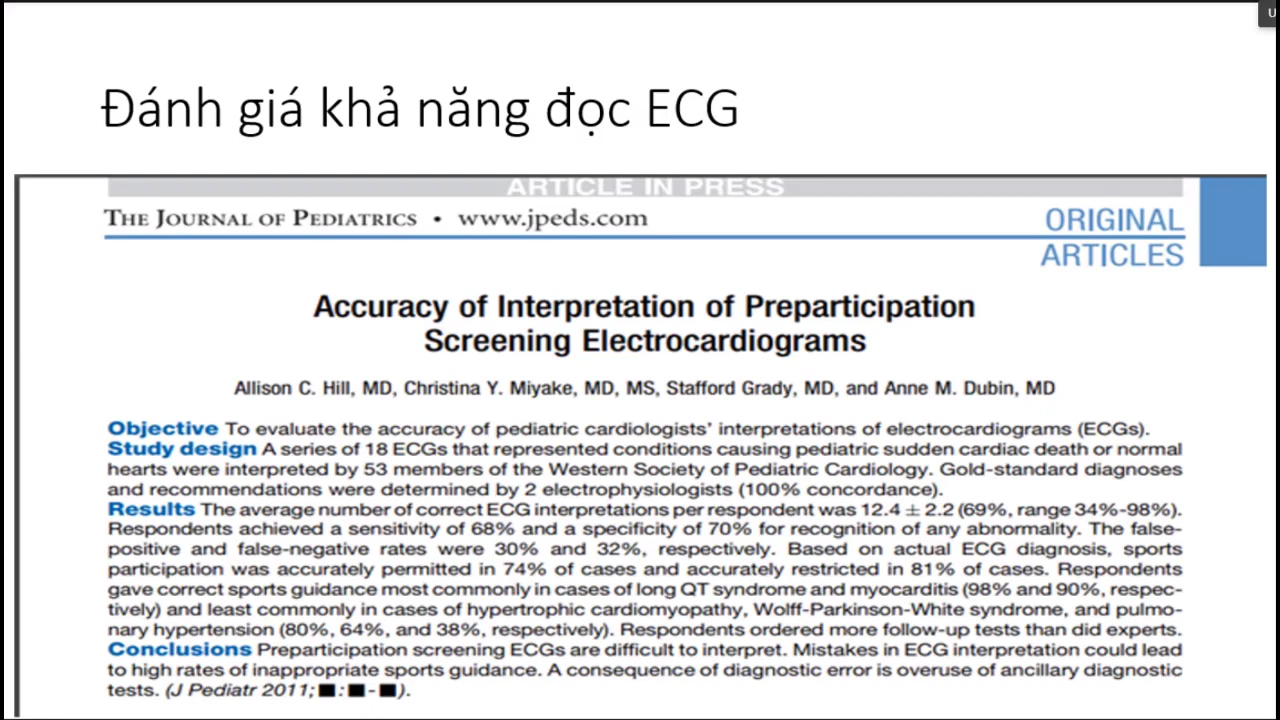 U
Đánh giá khả năng đọc ECG
ARTICLE IN PRESS
THE JOURNAL OF PEDIATRICS • www.jpeds.com
ORIGINAL
ARTICLES
Accuracy of Interpretation of Preparticipation
Screening Electrocardiograms
Allison C. Hill, MD, Christina Y. Miyake, MD, MS, Stafford Grady, MD, and Anne M. Dubin, MD
Objective To evaluate the accuracy of pediatric cardiologists' interpretations of electrocardiograms (ECGs).
Study design A series of 18 ECGs that represented conditions causing pediatric sudden cardiac death or normal
hearts were interpreted by 53 members of the Western Society of Pediatric Cardiology. Gold-standard diagnoses
and recommendations were determined by 2 electrophysiologists (100% concordance).
Results The average number of correct ECG interpretations per respondent was 12.4 ± 2.2 (69%, range 34%-98%).
Respondents achieved a sensitivity of 68% and a specificity of 70% for recognition of any abnormality. The false-
positive and false-negative rates were 30% and 32%, respectively. Based on actual ECG diagnosis, sports
participation was accurately permitted in 74% of cases and accurately restricted in 81% of cases. Respondents
gave correct sports guidance most commonly in cases of long QT syndrome and myocarditis (98% and 90%, respec-
tively) and least commonly in cases of hypertrophic cardiomyopathy, Wolff-Parkinson-White syndrome, and pulmo-
nary hypertension (80%, 64%, and 38%, respectively). Respondents ordered more follow-up tests than did experts.
Conclusions Preparticipation screening ECGs are difficult to interpret. Mistakes in ECG interpretation could lead
to high rates of inappropriate sports guidance. A consequence of diagnostic error is overuse of ancillary diagnostic
tests. (J Pediatr 2011;■:■-■).